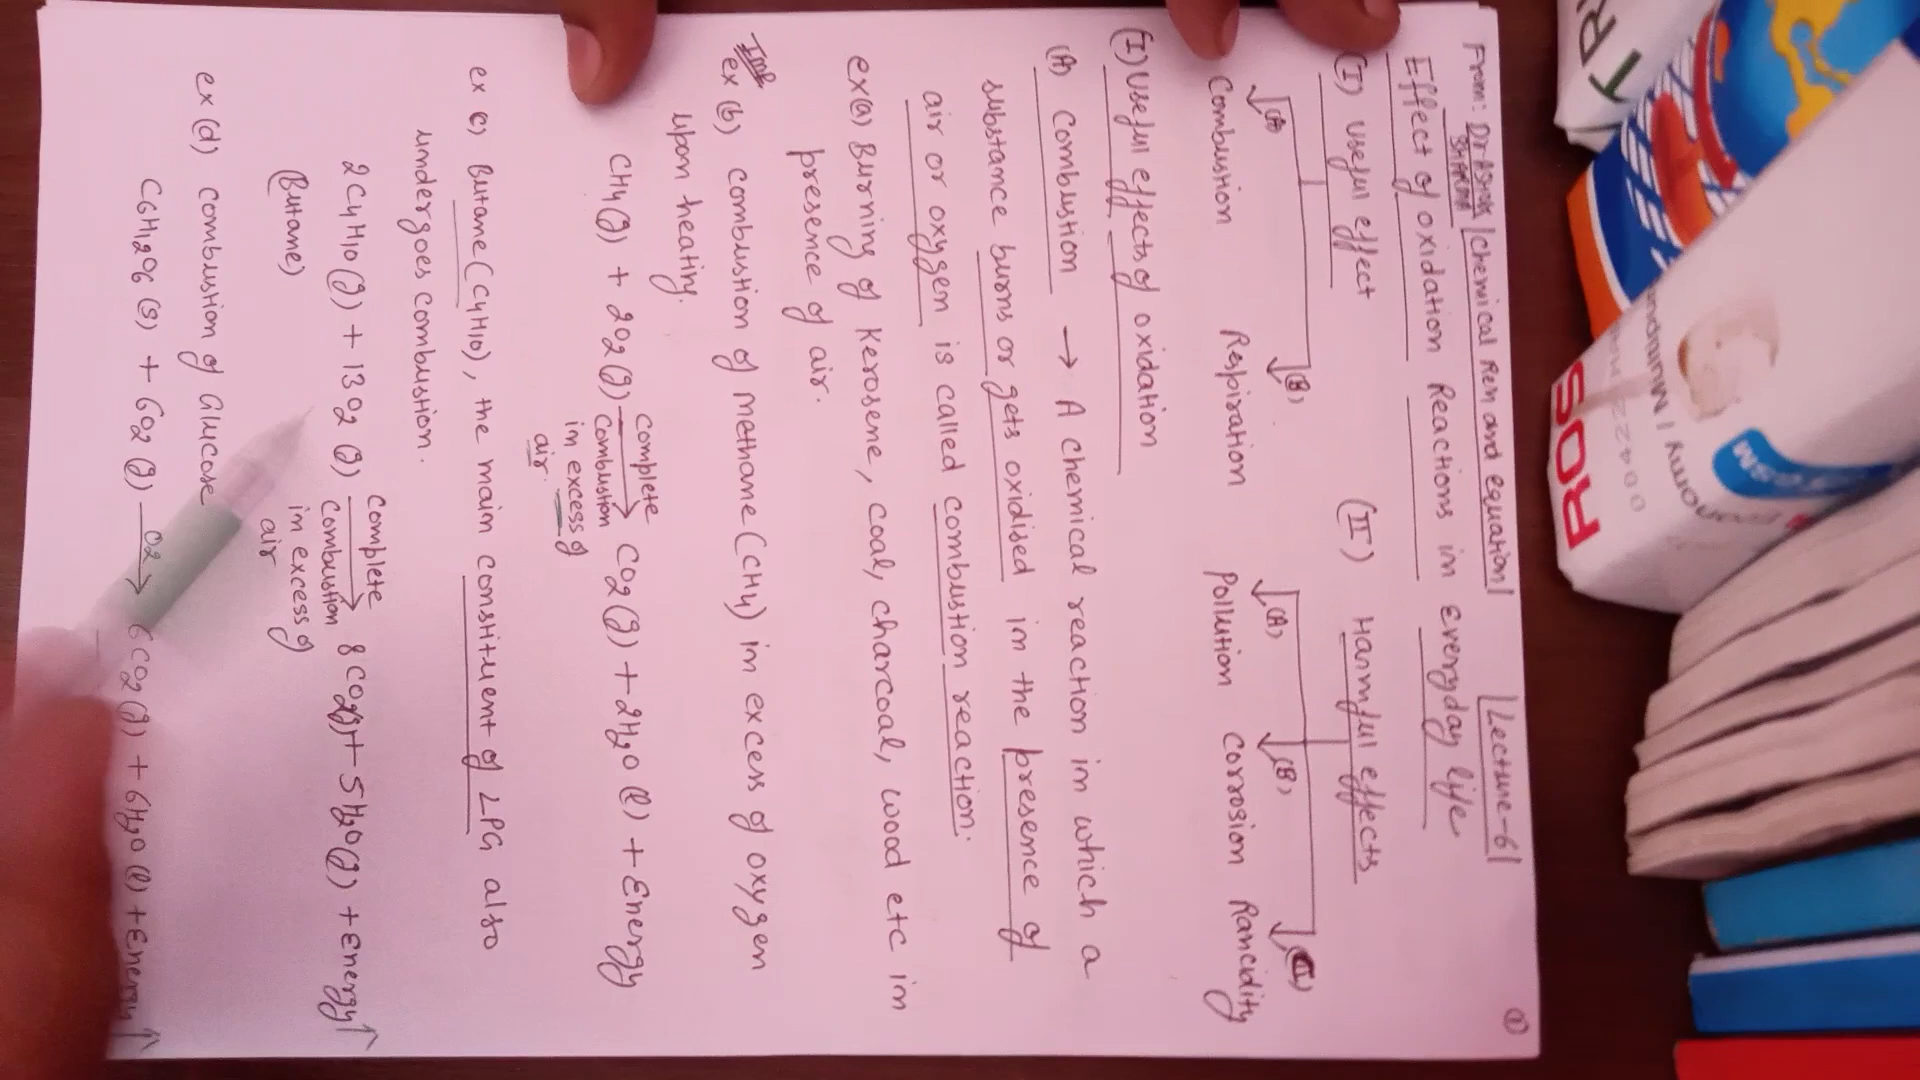 From: Dr ASHOK SHARMA |Chemical Rexn and equation| |Lecture-6|
①
Effect of oxidation Reactions in Everyday life
(I) Useful effect (II) Harmful effects
(A) (B) (A) (B) (C)
Combustion Respiration Pollution Corrosion Rancidity
(I) Useful effects of oxidation
(A) Combustion → A chemical reaction in which a
substance burns or gets oxidised in the presence of
air or oxygen is called combustion reaction.
ex(a) Burning of Kerosene, coal, charcoal, wood etc in
presence of air.
Imp
ex (b) combustion of methane (CH4) in excess of oxygen
upon heating.
CH4(g) + 2O2(g) complete combustion in excess of air. → CO2(g) + 2H2O(l) + Energy
ex c) Butane (C4H10), the main constituent of LPG also
undergoes combustion.
2C4H10(g) + 13O2(g) complete combustion in excess of air → 8CO2(g) + 5H2O(g) + Energy↑
(Butane)
ex (d) combustion of Glucose
C6H12O6 (s) + 6O2(g) O2 → 6CO2(g) + 6H2O(l) + Energy↑
TR
ROS